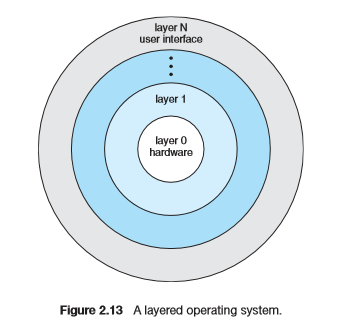 layer N
user interface
layer 1
layer 0
hardware
Figure 2.13 A layered operating system.